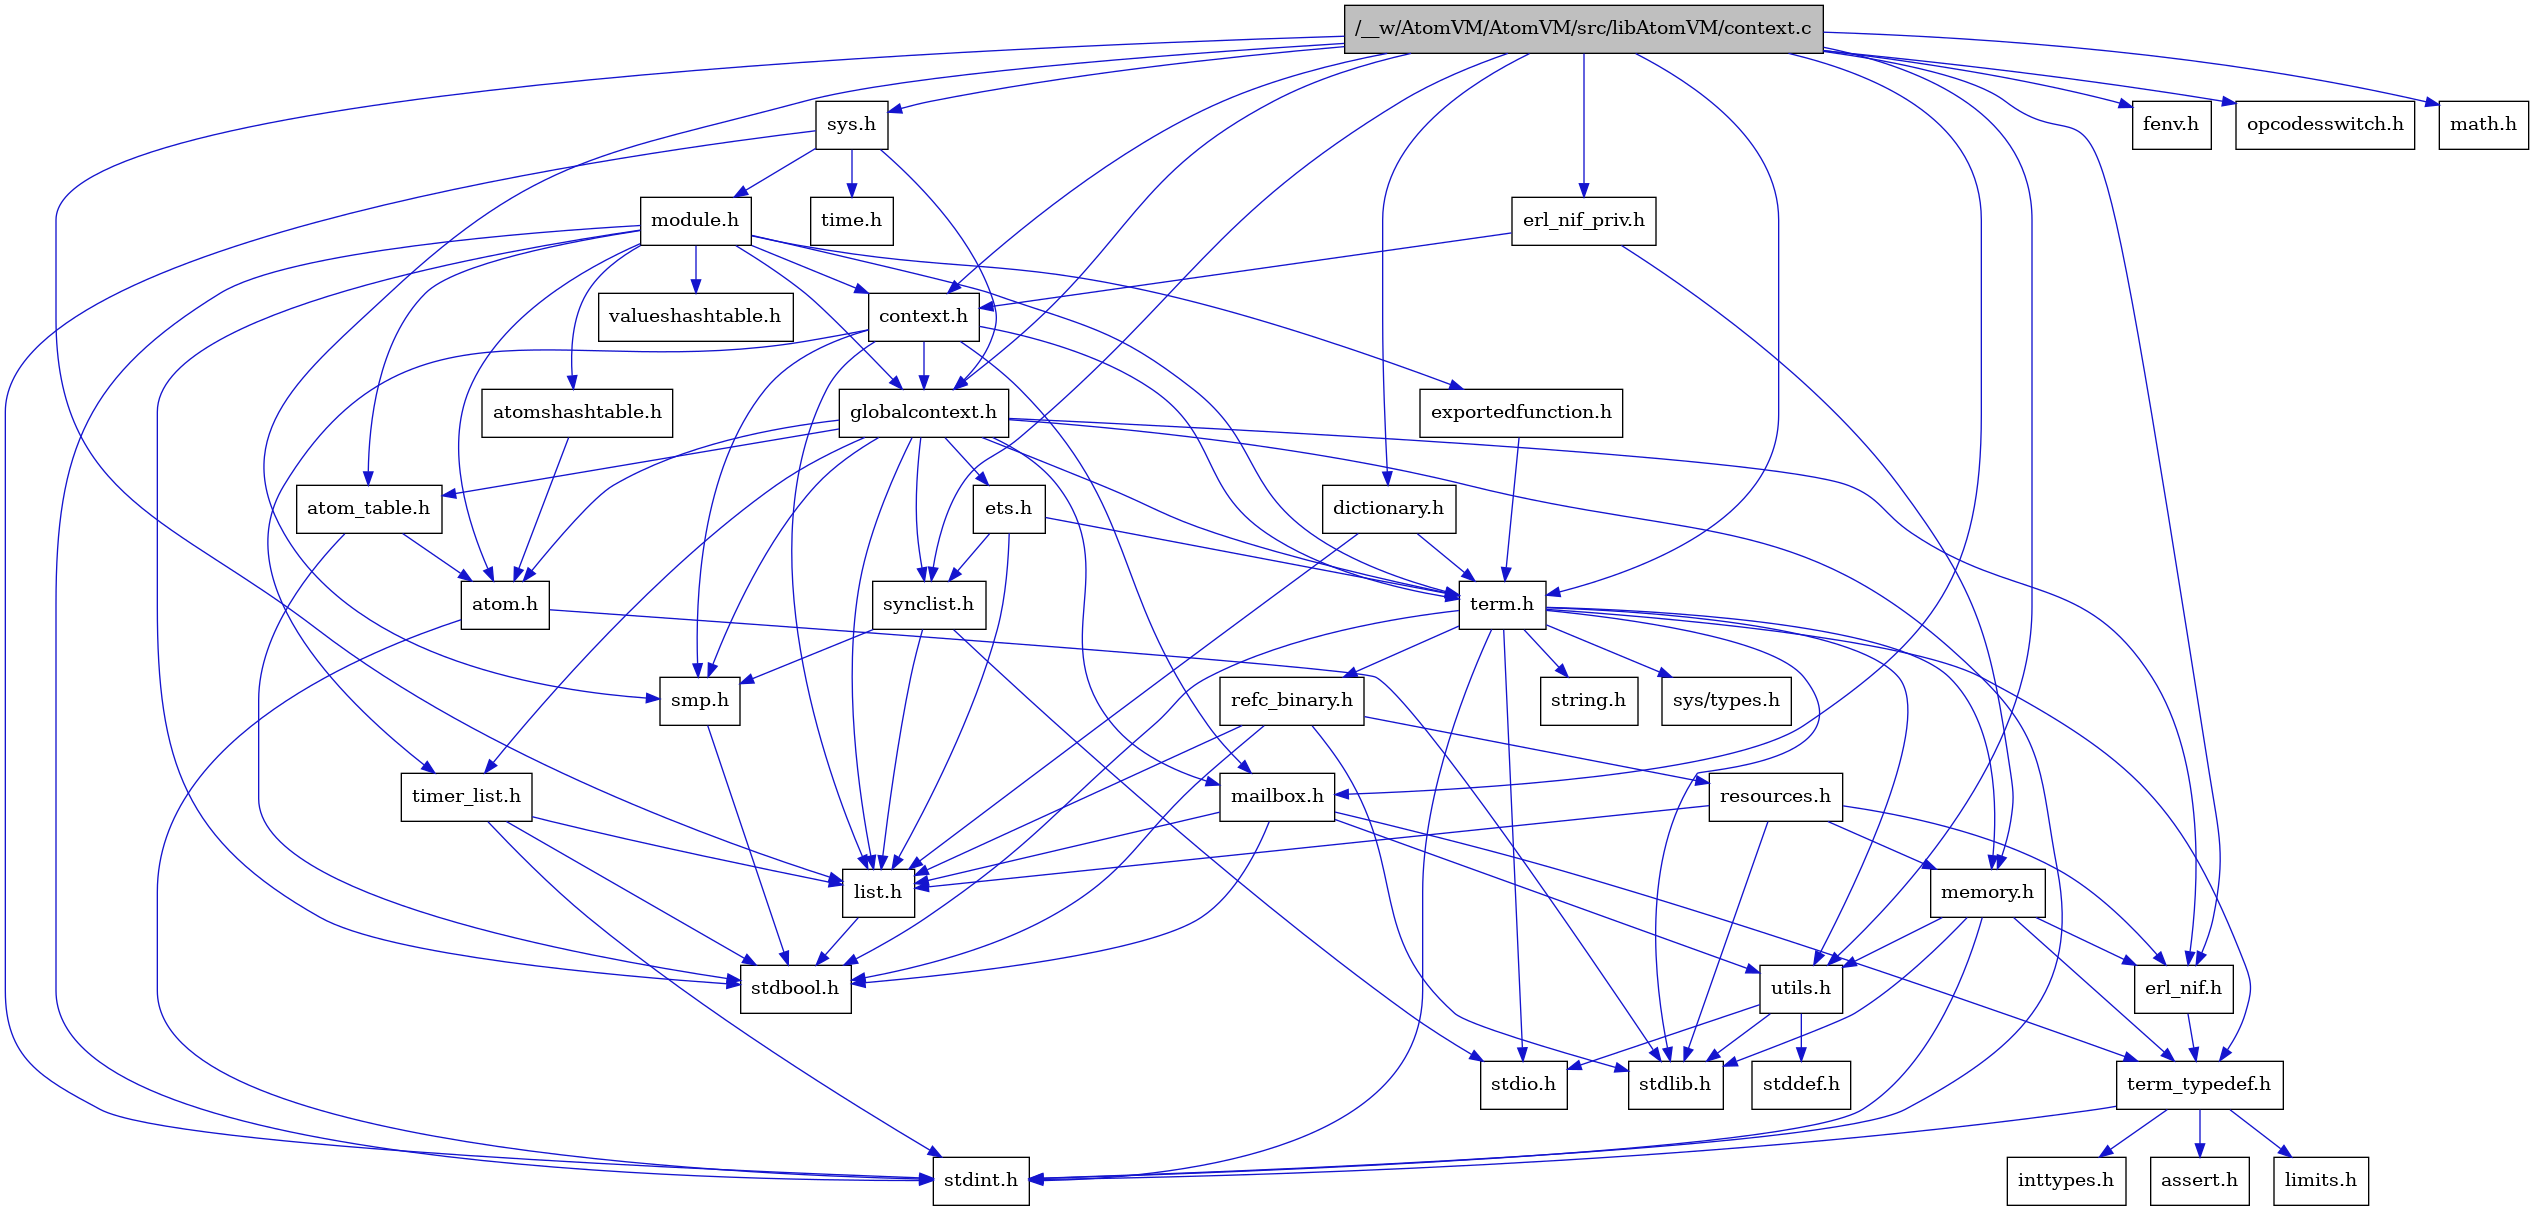 /__w/AtomVM/AtomVM/src/libAtomVM/context.c
sys.h
fenv.h
opcodesswitch.h
math.h
module.h
time.h
erl_nif_priv.h
valueshashtable.h
context.h
atomshashtable.h
globalcontext.h
exportedfunction.h
atom_table.h
ets.h
dictionary.h
atom.h
synclist.h
term.h
smp.h
refc_binary.h
string.h
sys/types.h
timer_list.h
mailbox.h
resources.h
list.h
memory.h
stdbool.h
utils.h
erl_nif.h
stdio.h
stdlib.h
stddef.h
term_typedef.h
stdint.h
inttypes.h
assert.h
limits.h